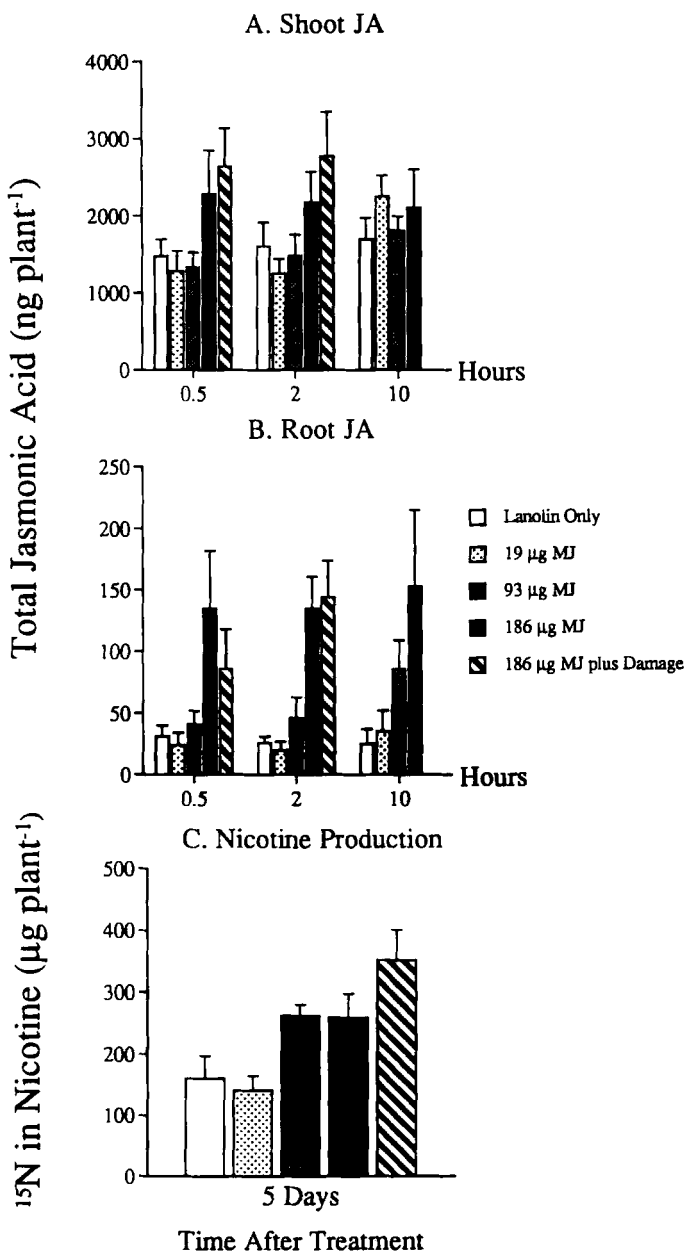 A. Shoot JA
Total Jasmonic Acid (ng plant⁻¹)
4000
3000
2000
1000
0
0.5
2
10
Hours
B. Root JA
250
200
150
100
50
0
0.5
2
10
Hours
Lanolin Only
19 μg MJ
93 μg MJ
186 μg MJ
186 μg MJ plus Damage
C. Nicotine Production
¹⁵N in Nicotine (μg plant⁻¹)
500
400
300
200
100
0
5 Days
Time After Treatment